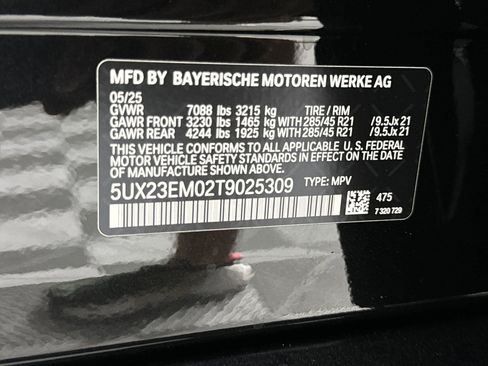 MFD BY BAYERISCHE MOTOREN WERKE AG
05/25
GVWR 7088 lbs 3215 kg TIRE / RIM
GAWR FRONT 3230 lbs 1465 kg WITH 285/45 R21 / 9.5Jx 21
GAWR REAR 4244 lbs 1925 kg WITH 285/45 R21 / 9.5Jx 21
THIS VEHICLE CONFORMS TO ALL APPLICABLE U. S. FEDERAL
MOTOR VEHICLE SAFETY STANDARDS IN EFFECT ON THE
DATE OF MANUFACTURE SHOWN ABOVE.
5UX23EM02T9025309 TYPE: MPV
475
7 320 729